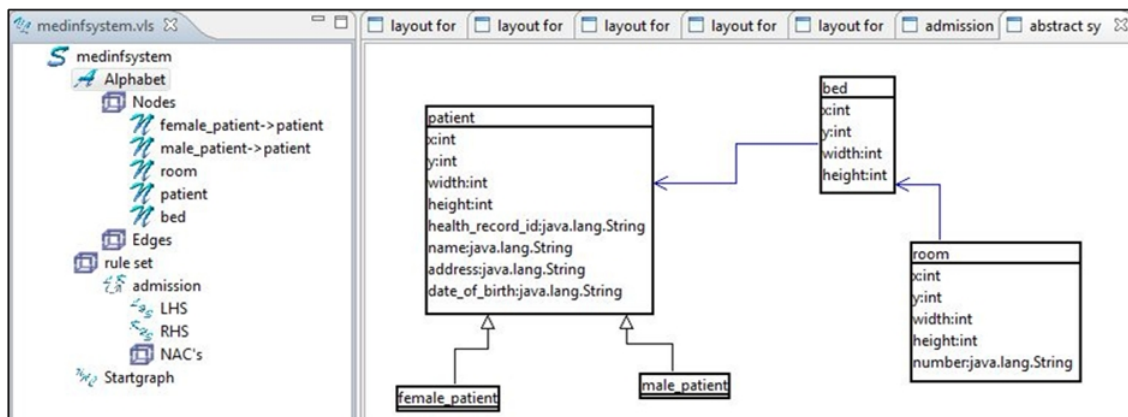 medinfsystem.vls
medinfsystem
Alphabet
Nodes
female_patient->patient
male_patient->patient
room
patient
bed
Edges
rule set
admission
LHS
RHS
NAC's
Startgraph
layout for
layout for
layout for
layout for
layout for
admission
abstract sy
patient
x:int
y:int
width:int
height:int
health_record_id:java.lang.String
name:java.lang.String
address:java.lang.String
date_of_birth:java.lang.String
bed
x:int
y:int
width:int
height:int
room
x:int
y:int
width:int
height:int
number:java.lang.String
female_patient
male_patient